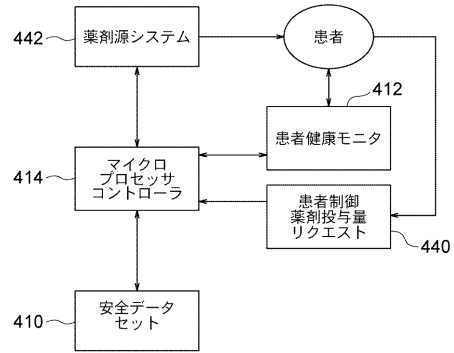 442
薬剤源システム
患者
412
患者健康モニタ
414
マイクロ
プロセッサ
コントローラ
患者制御
薬剤投与量
リクエスト
440
410
安全データ
セット